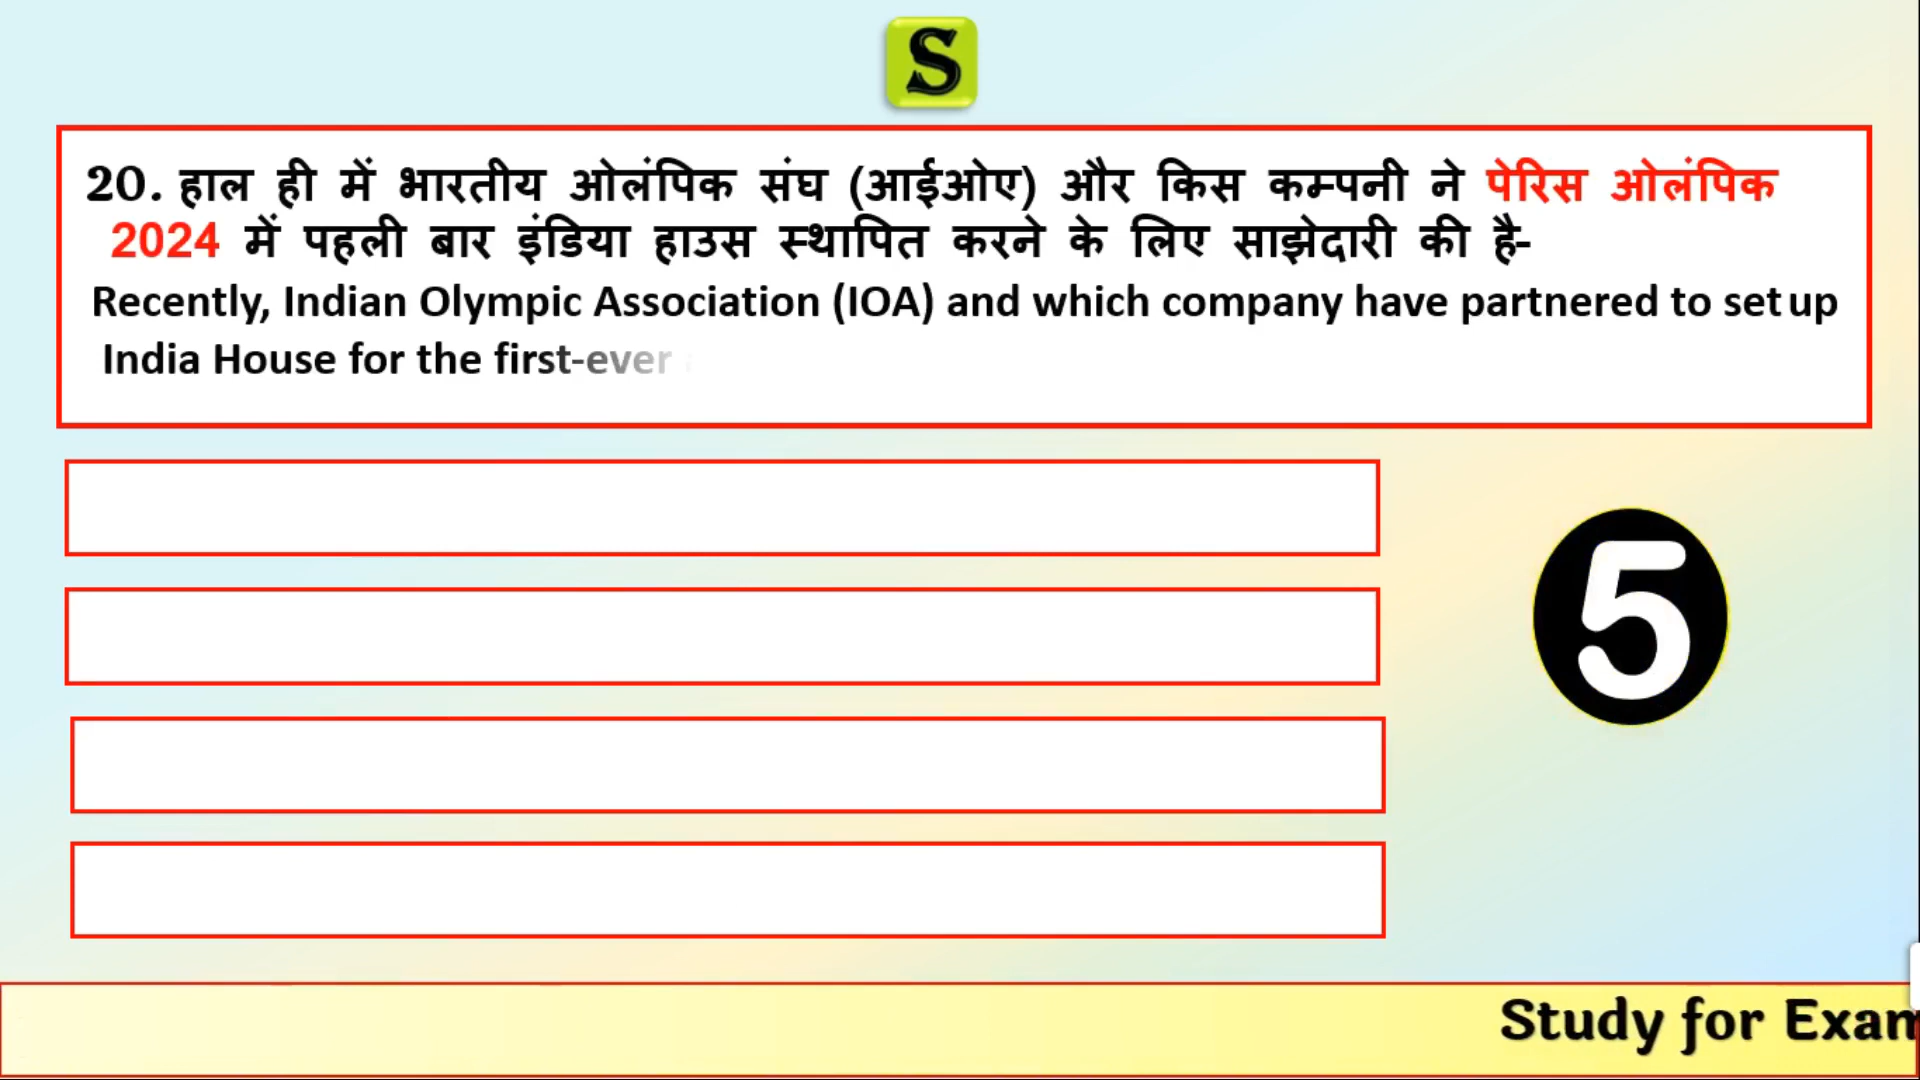 S
20. हाल ही में भारतीय ओलंपिक संघ (आईओए) और किस कम्पनी ने पेरिस ओलंपिक
2024 में पहली बार इंडिया हाउस स्थापित करने के लिए साझेदारी की है-
Recently, Indian Olympic Association (IOA) and which company have partnered to set up
India House for the first-ever
5
Study for Exam